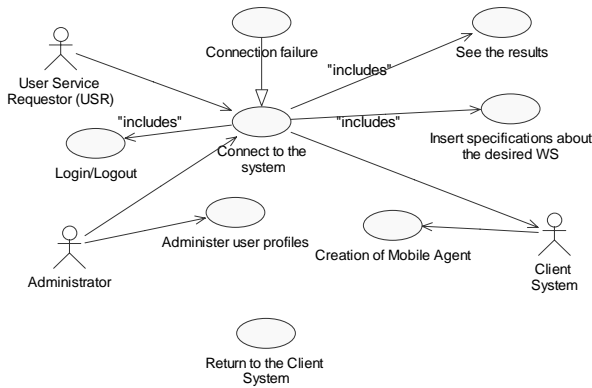 Connection failure
See the results
User Service
Requestor (USR)
"includes"
"includes"
"includes"
Connect to the
system
Insert specifications about
the desired WS
Login/Logout
Administer user profiles
Creation of Mobile Agent
Administrator
Client
System
Return to the Client
System